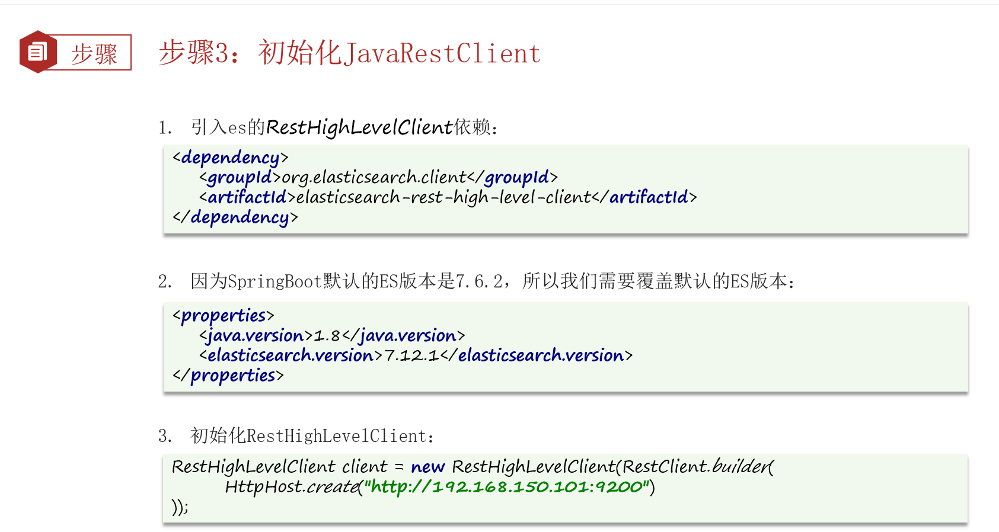 步骤
步骤3：初始化JavaRestClient
1. 引入es的RestHighLevelClient依赖：
<dependency>
<groupId>org.elasticsearch.client</groupId>
<artifactId>elasticsearch-rest-high-level-client</artifactId>
</dependency>
2. 因为SpringBoot默认的ES版本是7.6.2，所以我们需要覆盖默认的ES版本：
<properties>
<java.version>1.8</java.version>
<elasticsearch.version>7.12.1</elasticsearch.version>
</properties>
3. 初始化RestHighLevelClient：
RestHighLevelClient client = new RestHighLevelClient(RestClient.builder(
HttpHost.create("http://192.168.150.101:9200")
));